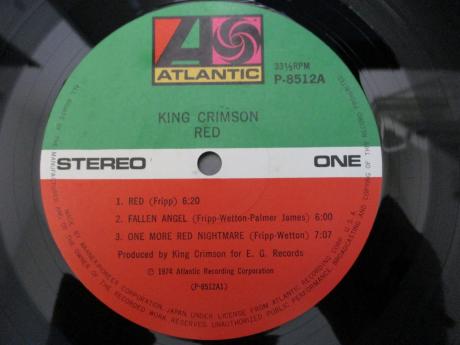 ATLANTIC
33⅓RPM
P-8512A
KING CRIMSON
RED
STEREO
ONE
1. RED (Fripp) 6:20
2. FALLEN ANGEL (Fripp-Wetton-Palmer James) 6:00
3. ONE MORE RED NIGHTMARE (Fripp-Wetton) 7:07
Produced by King Crimson for E. G. Records
Ⓟ 1974 Atlantic Recording Corporation
(P-8512A1)
MADE BY WARNER-PIONEER CORPORATION, JAPAN UNDER LICENSE FROM ATLANTIC RECORDING CORP. U.S.A.
ALL RIGHTS OF THE MANUFACTURER AND OF THE OWNER OF THE RECORDED WORK RESERVED. UNAUTHORIZED PUBLIC PERFORMANCE, BROADCASTING AND COPYING OF THIS RECORD PROHIBITED